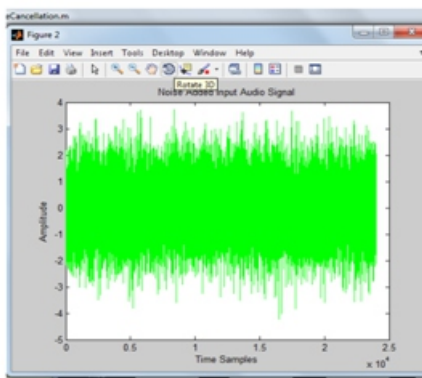 eCancellation.m
Figure 2
File Edit View Insert Tools Desktop Window Help
Rotate 3D
Noise Added Input Audio Signal
4
3
2
1
0
-1
-2
-3
-4
-5
Amplitude
0 0.5 1 1.5 2 2.5
Time Samples
x 10⁴